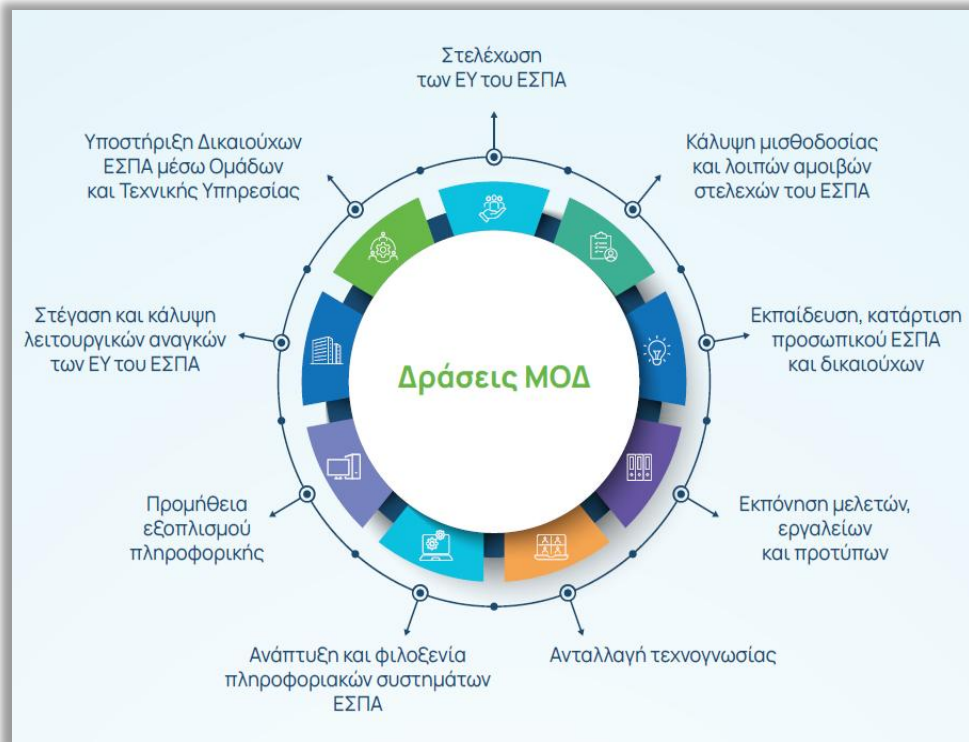 Στελέχωση
των ΕΥ του ΕΣΠΑ
Υποστήριξη Δικαιούχων
ΕΣΠΑ μέσω Ομάδων
και Τεχνικής Υπηρεσίας
Κάλυψη μισθοδοσίας
και λοιπών αμοιβών
στελεχών του ΕΣΠΑ
Στέγαση και κάλυψη
λειτουργικών αναγκών
των ΕΥ του ΕΣΠΑ
Εκπαίδευση, κατάρτιση
προσωπικού ΕΣΠΑ
και δικαιούχων
Δράσεις ΜΟΔ
Προμήθεια
εξοπλισμού
πληροφορικής
Εκπόνηση μελετών,
εργαλείων
και προτύπων
Ανάπτυξη και φιλοξενία
πληροφοριακών συστημάτων
ΕΣΠΑ
Ανταλλαγή τεχνογνωσίας